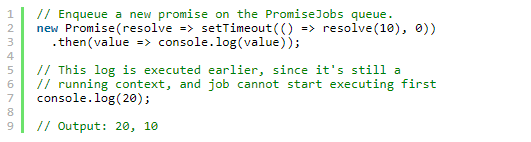 1 // Enqueue a new promise on the PromiseJobs queue.
2 new Promise(resolve => setTimeout(() => resolve(10), 0))
3   .then(value => console.log(value));
4
5 // This log is executed earlier, since it's still a
6 // running context, and job cannot start executing first
7 console.log(20);
8
9 // Output: 20, 10